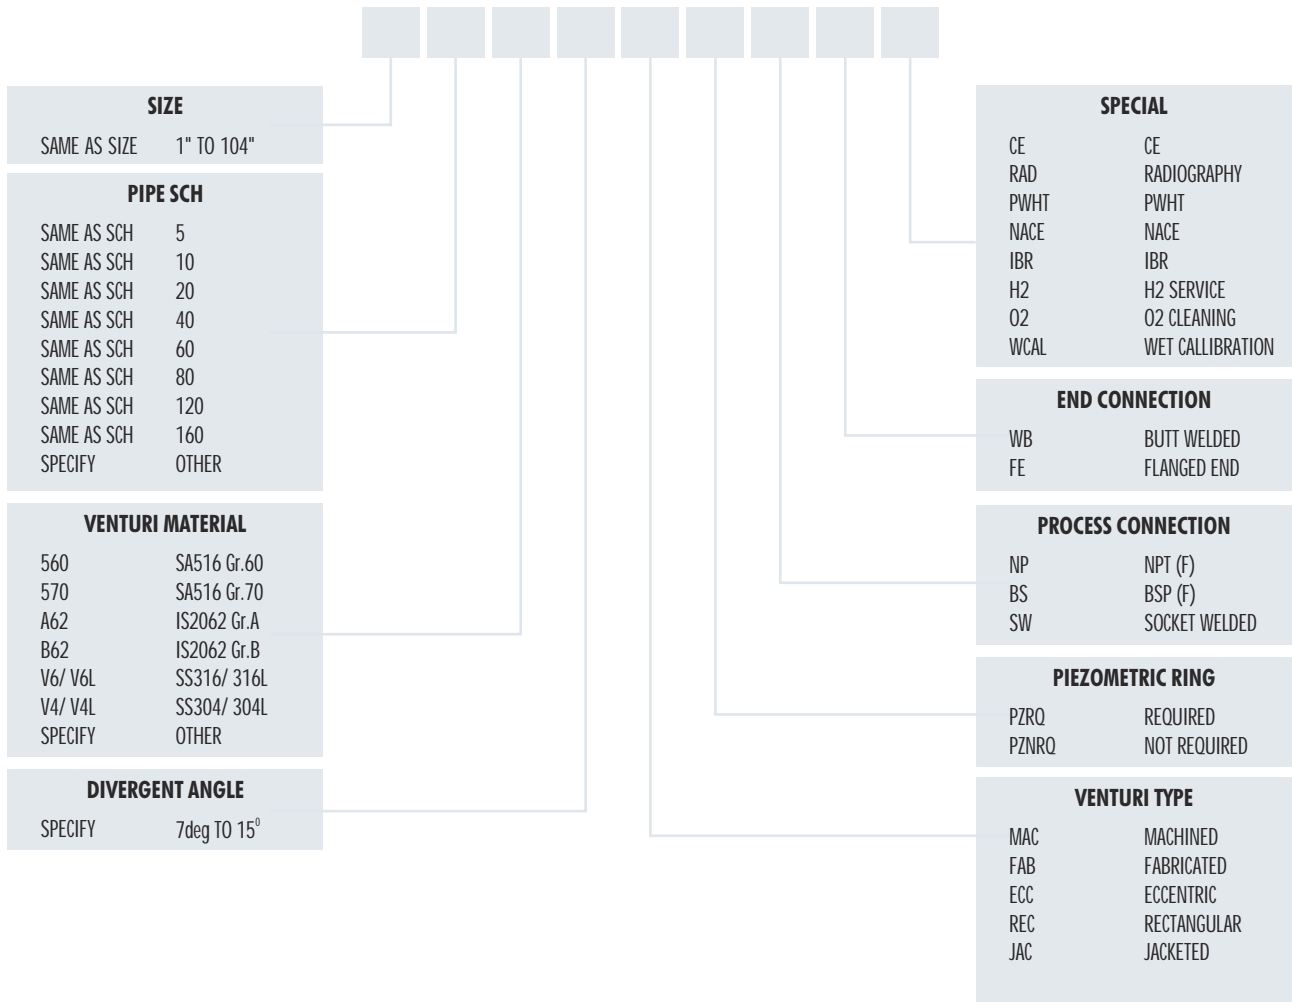 SIZE
SAME AS SIZE 1" TO 104"
PIPE SCH
SAME AS SCH 5
SAME AS SCH 10
SAME AS SCH 20
SAME AS SCH 40
SAME AS SCH 60
SAME AS SCH 80
SAME AS SCH 120
SAME AS SCH 160
SPECIFY OTHER
VENTURI MATERIAL
560 SA516 Gr.60
570 SA516 Gr.70
A62 IS2062 Gr.A
B62 IS2062 Gr.B
V6/ V6L SS316/ 316L
V4/ V4L SS304/ 304L
SPECIFY OTHER
DIVERGENT ANGLE
SPECIFY 7deg TO 15⁰
SPECIAL
CE CE
RAD RADIOGRAPHY
PWHT PWHT
NACE NACE
IBR IBR
H2 H2 SERVICE
O2 O2 CLEANING
WCAL WET CALLIBRATION
END CONNECTION
WB BUTT WELDED
FE FLANGED END
PROCESS CONNECTION
NP NPT (F)
BS BSP (F)
SW SOCKET WELDED
PIEZOMETRIC RING
PZRQ REQUIRED
PZNRQ NOT REQUIRED
VENTURI TYPE
MAC MACHINED
FAB FABRICATED
ECC ECCENTRIC
REC RECTANGULAR
JAC JACKETED